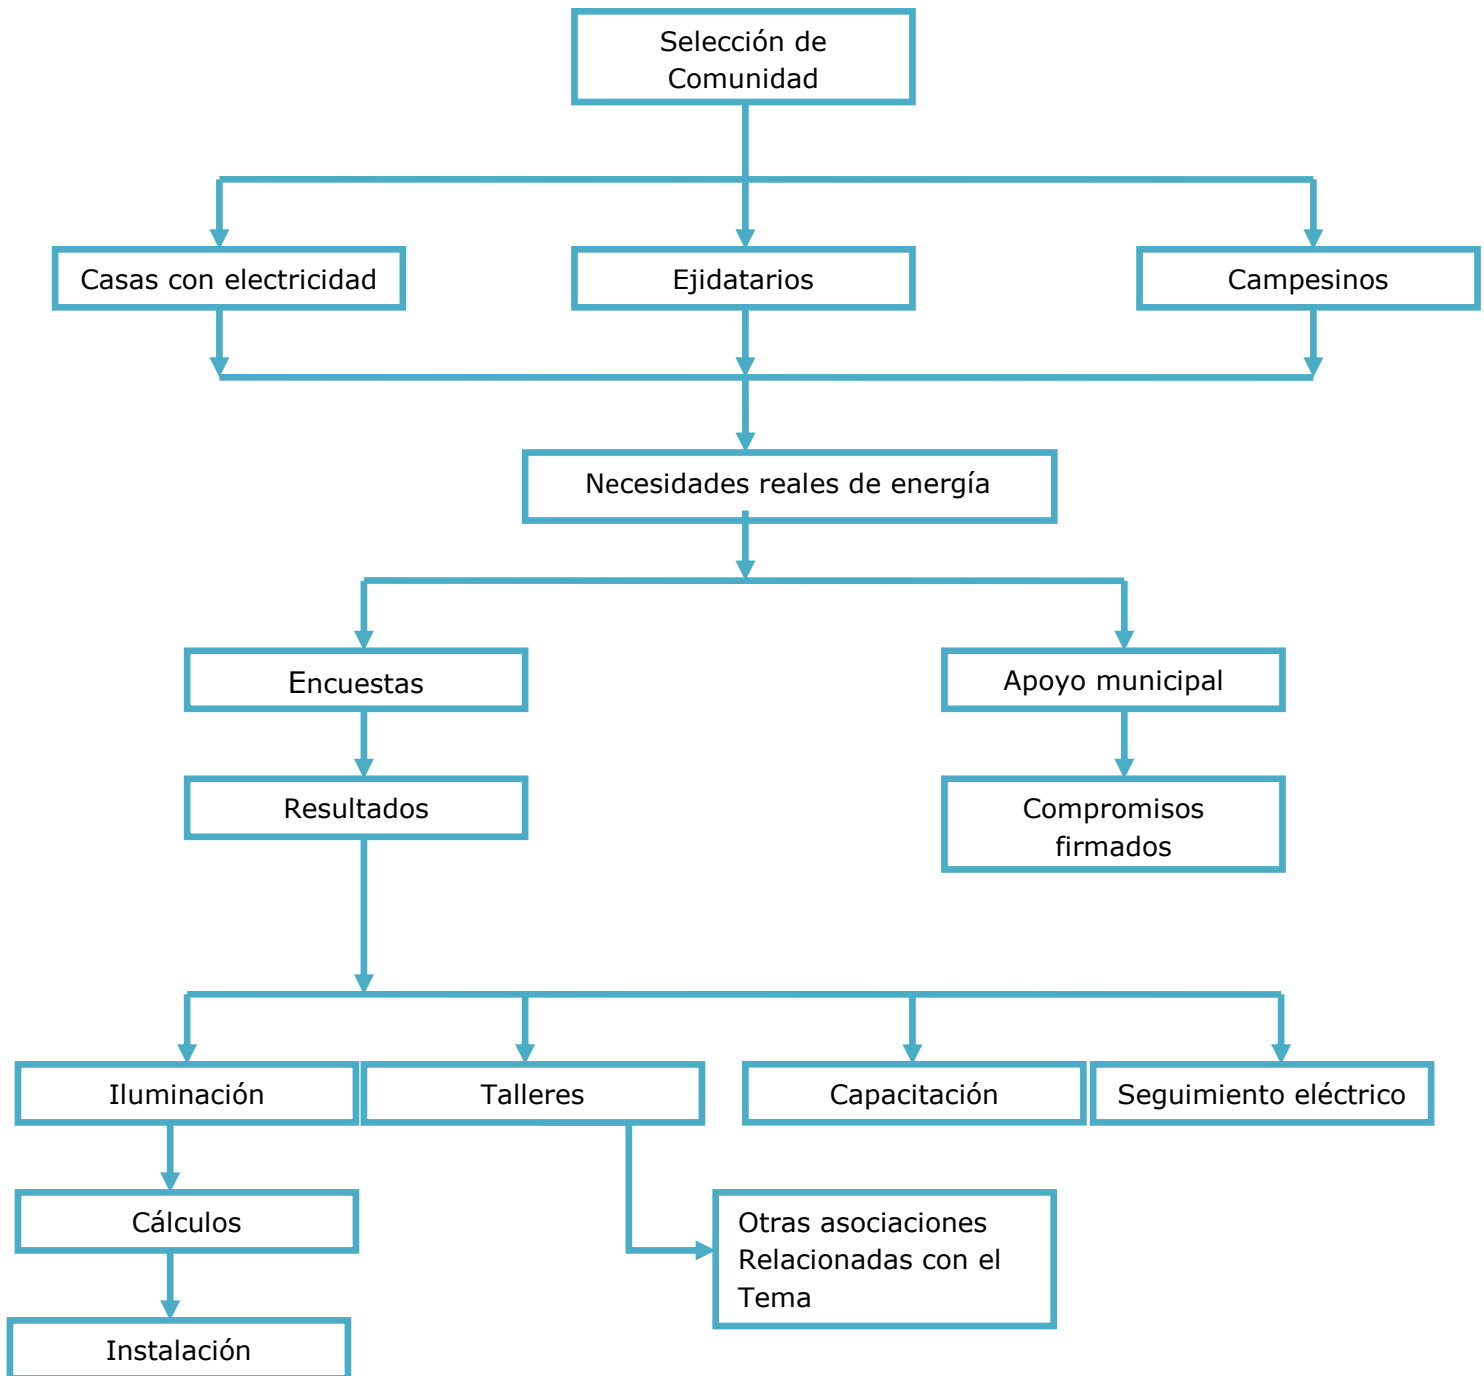 Selección de
Comunidad
Casas con electricidad
Ejidatarios
Campesinos
Necesidades reales de energía
Encuestas
Apoyo municipal
Resultados
Compromisos
firmados
Iluminación
Talleres
Capacitación
Seguimiento eléctrico
Cálculos
Otras asociaciones
Relacionadas con el
Tema
Instalación